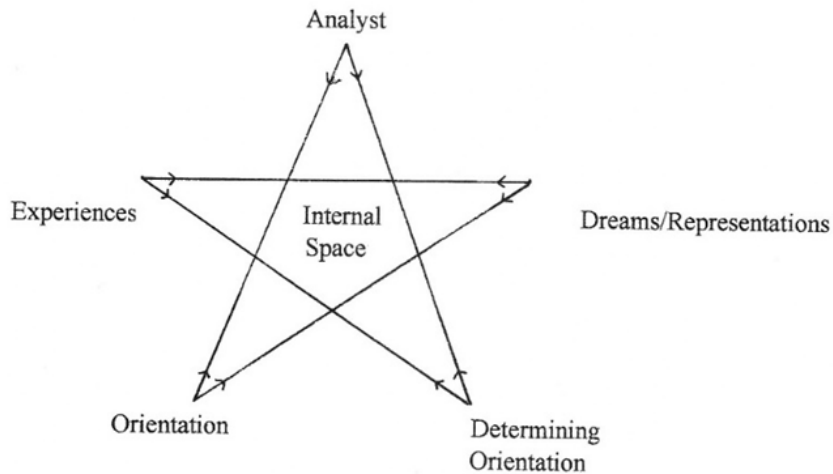 Analyst
Experiences
Internal
Space
Dreams/Representations
Orientation
Determining
Orientation